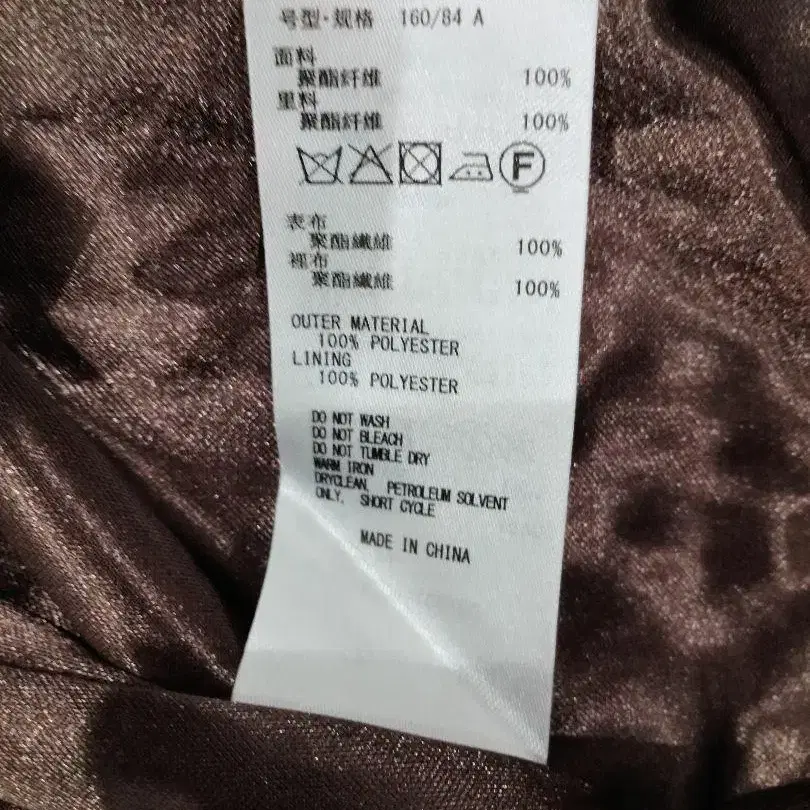 号型·规格 160/84 A
面料
聚酯纤维 100%
里料
聚酯纤维 100%
F
表布
聚酯纖維 100%
裡布
聚酯纖維 100%
OUTER MATERIAL
100% POLYESTER
LINING
100% POLYESTER
DO NOT WASH
DO NOT BLEACH
DO NOT TUMBLE DRY
WARM IRON
DRYCLEAN, PETROLEUM SOLVENT
ONLY, SHORT CYCLE
MADE IN CHINA